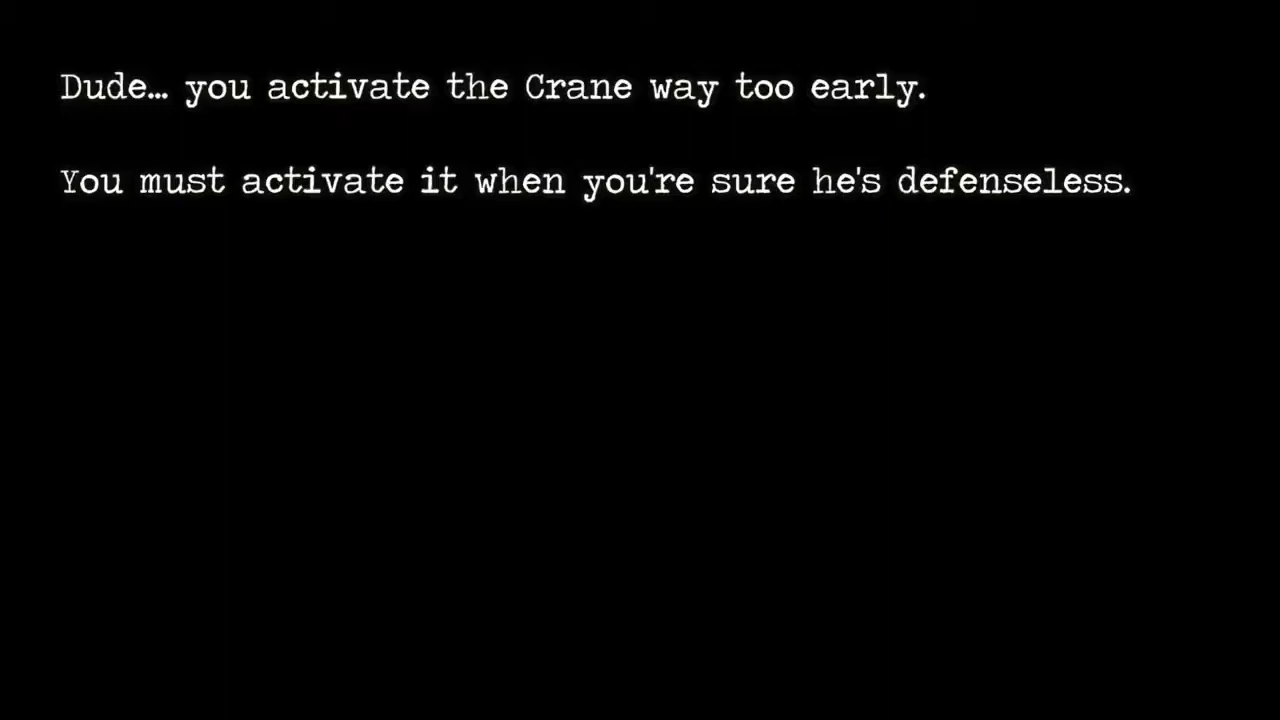 Dude... you activate the Crane way too early.
You must activate it when you're sure he's defenseless.